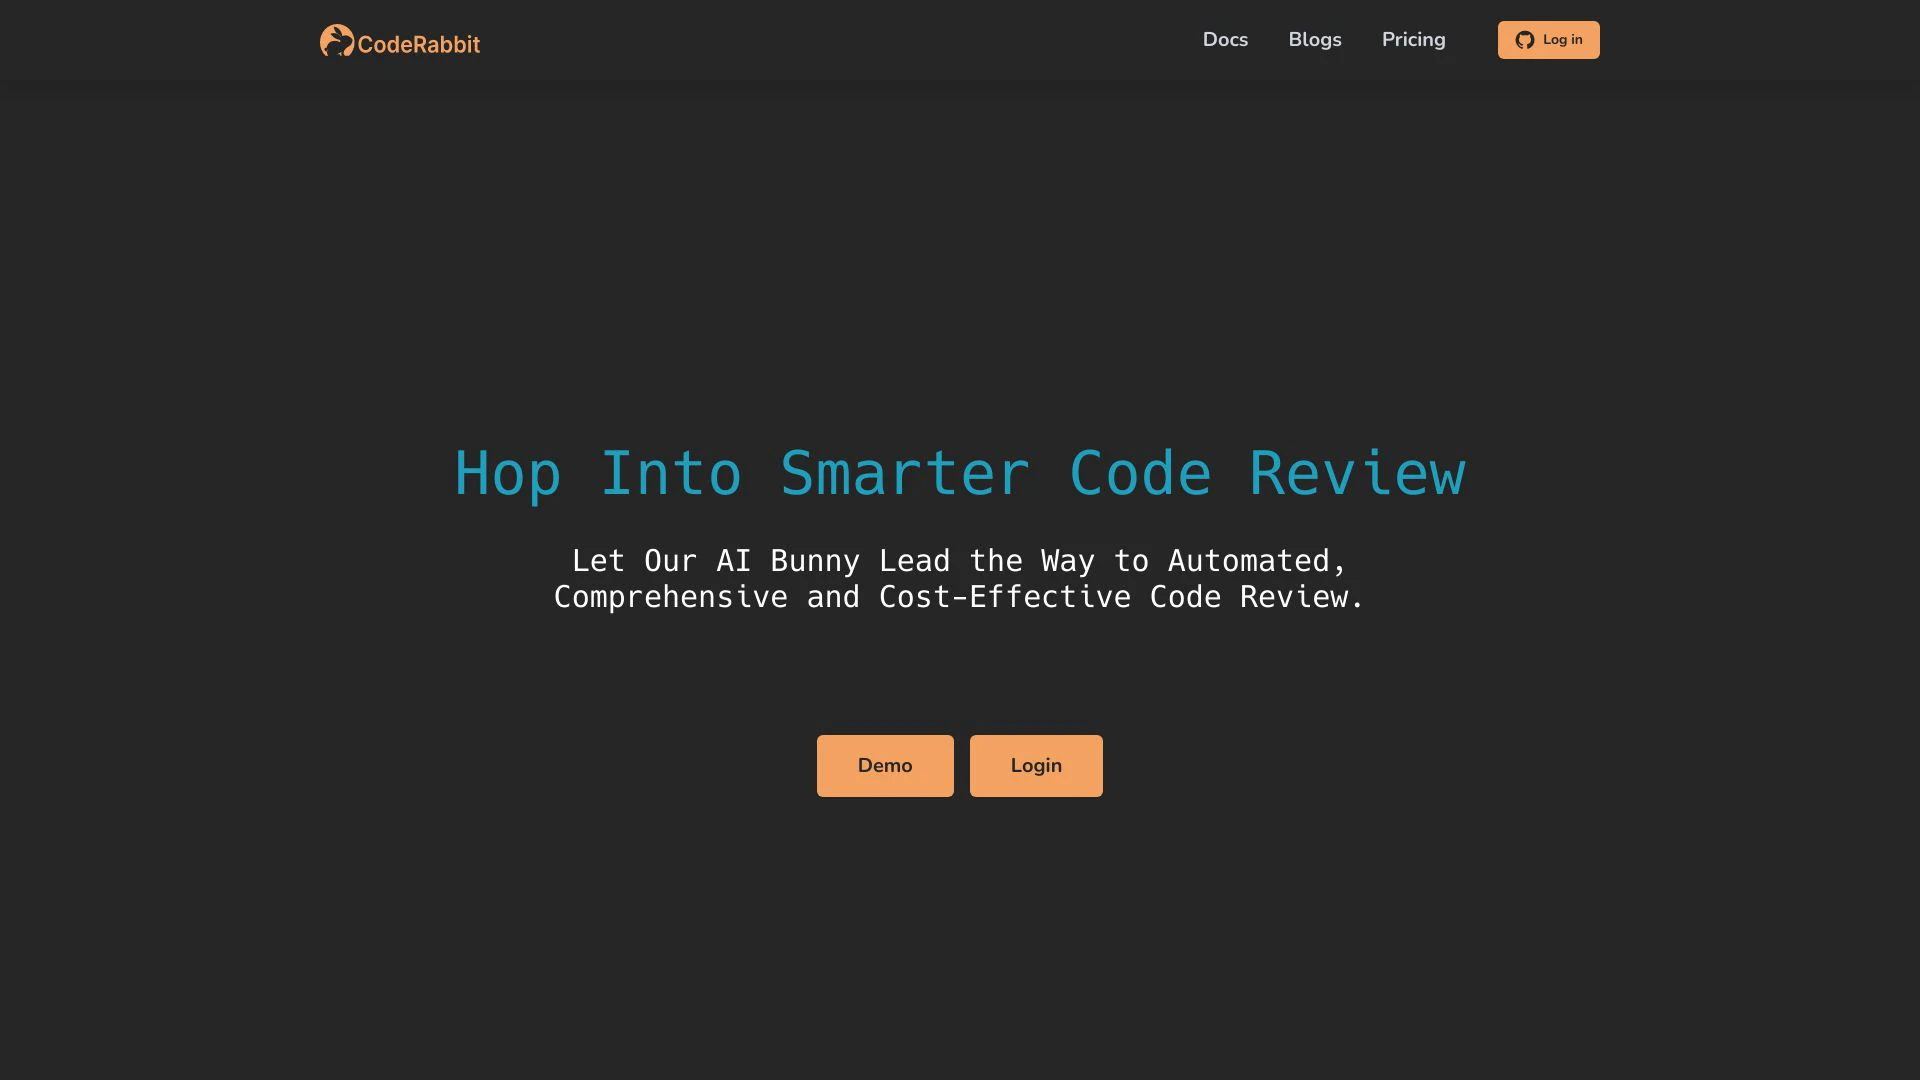 CodeRabbit
Docs
Blogs
Pricing
Log in
Hop Into Smarter Code Review
Let Our AI Bunny Lead the Way to Automated,
Comprehensive and Cost-Effective Code Review.
Demo
Login